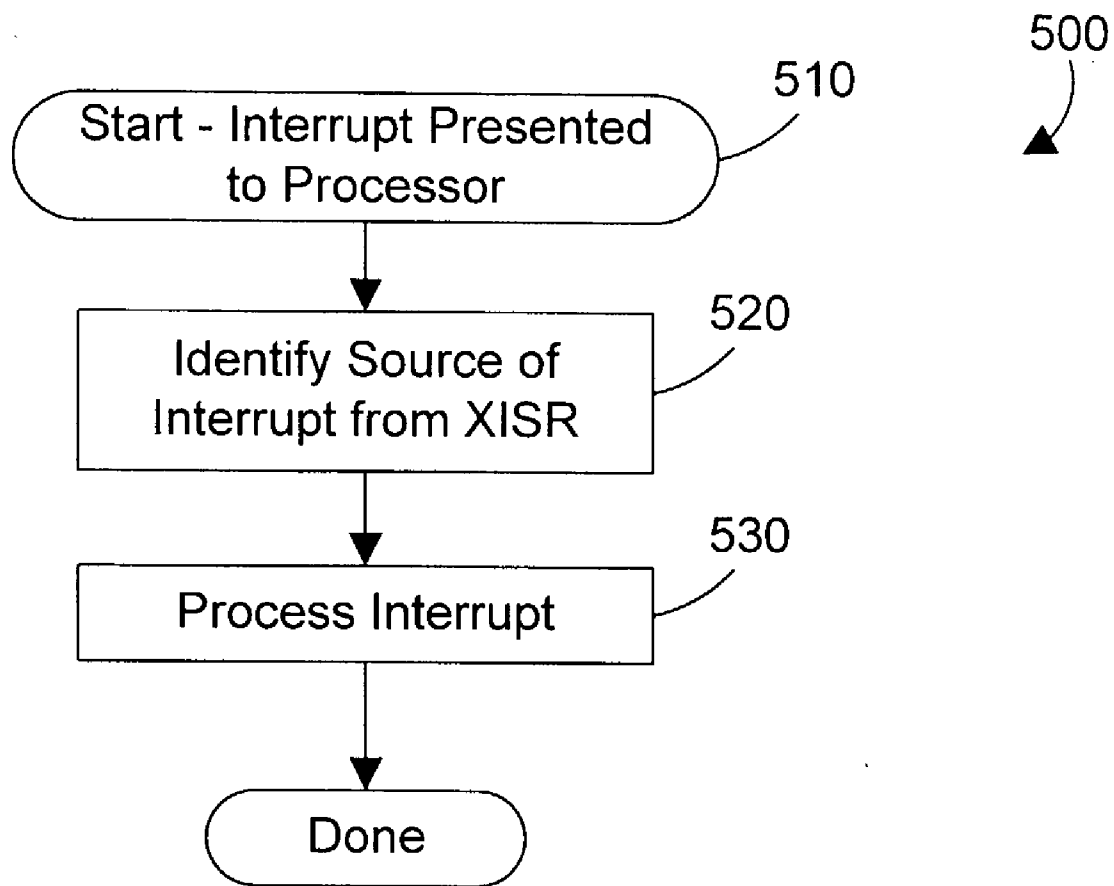 500
510
Start - Interrupt Presented
to Processor
520
Identify Source of
Interrupt from XISR
530
Process Interrupt
Done